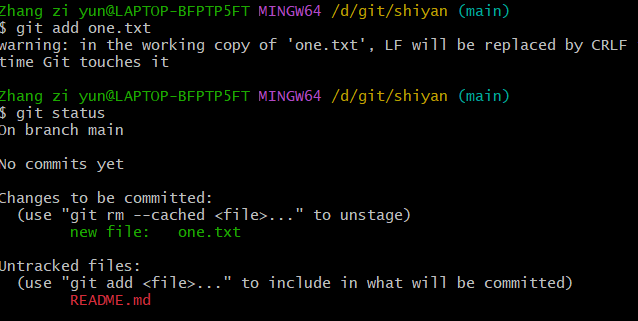 Zhang zi yun@LAPTOP-BFPTP5FT MINGW64 /d/git/shiyan (main)
$ git add one.txt
warning: in the working copy of 'one.txt', LF will be replaced by CRLF
time Git touches it
Zhang zi yun@LAPTOP-BFPTP5FT MINGW64 /d/git/shiyan (main)
$ git status
On branch main
No commits yet
Changes to be committed:
  (use "git rm --cached <file>..." to unstage)
        new file:   one.txt
Untracked files:
  (use "git add <file>..." to include in what will be committed)
        README.md